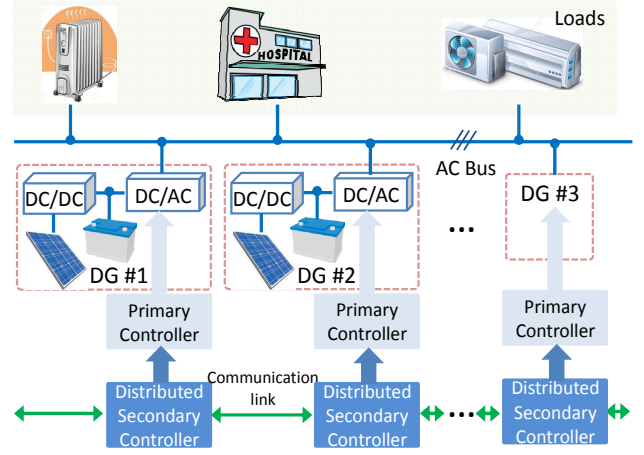 Loads
HOSPITAL
AC Bus
DC/DC
DC/AC
DG #1
DC/DC
DC/AC
DG #2
...
DG #3
Primary
Controller
Primary
Controller
Primary
Controller
Communication
link
Distributed
Secondary
Controller
Distributed
Secondary
Controller
...
Distributed
Secondary
Controller